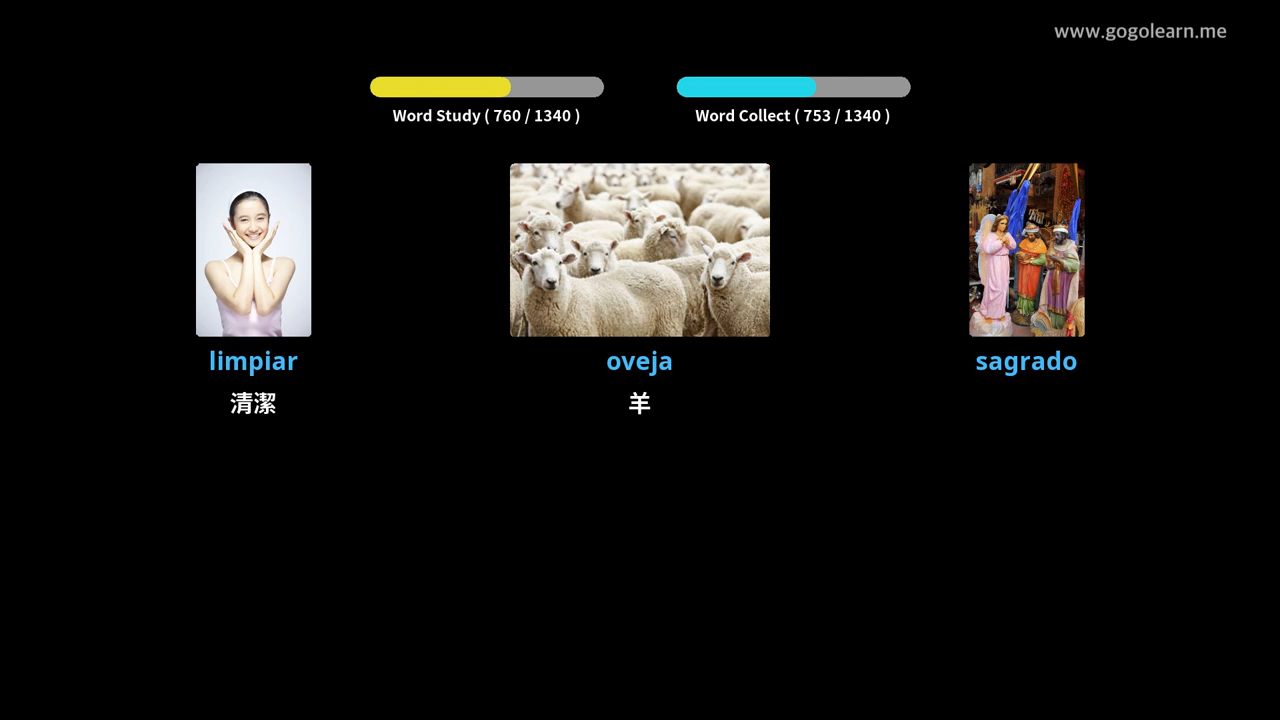 www.gogolearn.me
Word Study ( 760 / 1340 )
Word Collect ( 753 / 1340 )
limpiar
oveja
sagrado
清潔
羊